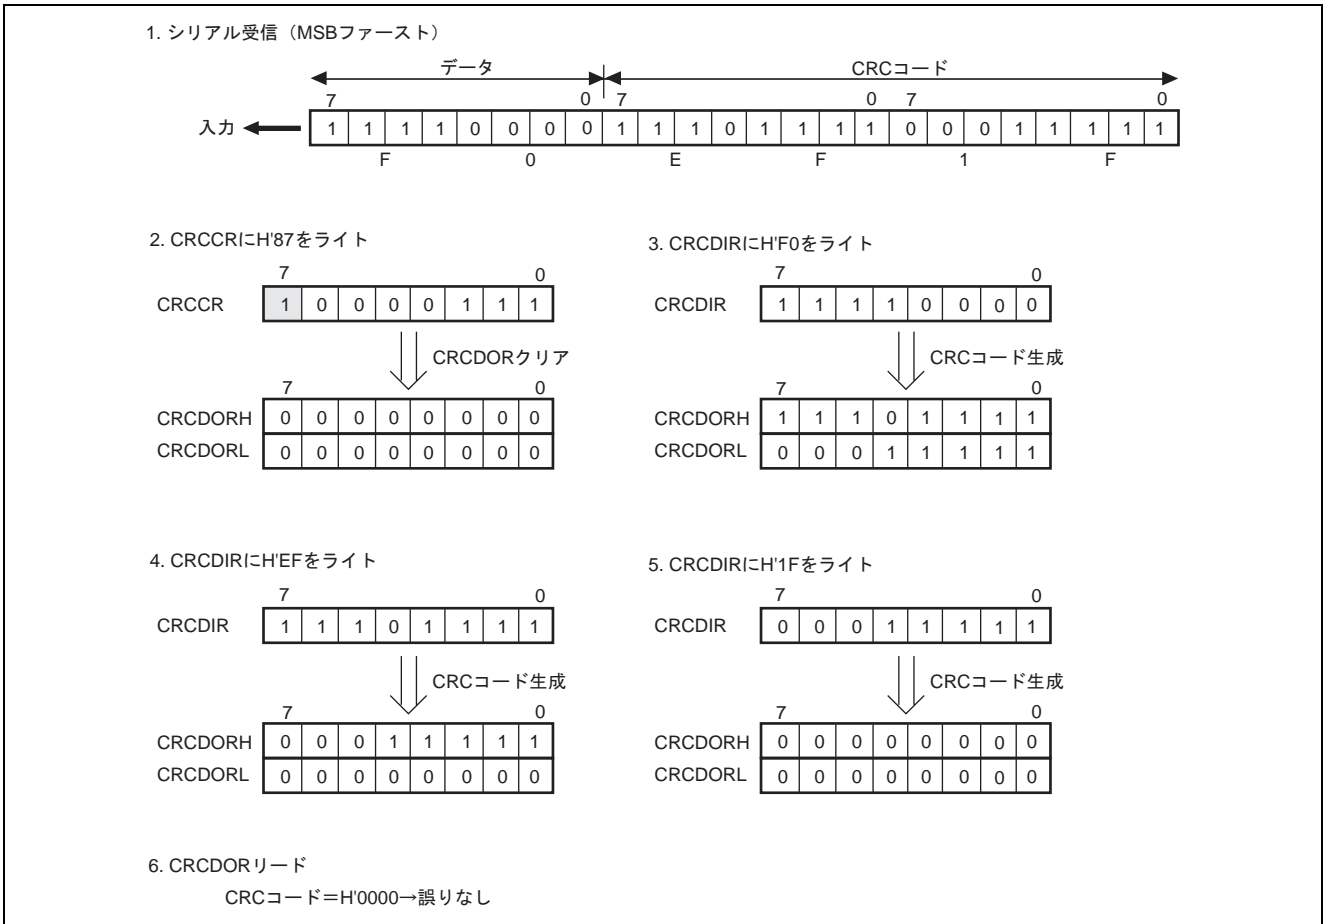 1. シリアル受信（MSBファースト）
データ CRCコード
7 0 7 0 7 0
入力 1 1 1 1 0 0 0 0 1 1 1 0 1 1 1 1 0 0 0 1 1 1 1 1
F 0 E F 1 F
2. CRCCRにH'87をライト
7 0
CRCCR 1 0 0 0 0 1 1 1
CRCDORクリア
7 0
CRCDORH 0 0 0 0 0 0 0 0
CRCDORL 0 0 0 0 0 0 0 0
3. CRCDIRにH'F0をライト
7 0
CRCDIR 1 1 1 1 0 0 0 0
CRCコード生成
7 0
CRCDORH 1 1 1 0 1 1 1 1
CRCDORL 0 0 0 1 1 1 1 1
4. CRCDIRにH'EFをライト
7 0
CRCDIR 1 1 1 0 1 1 1 1
CRCコード生成
7 0
CRCDORH 0 0 0 1 1 1 1 1
CRCDORL 0 0 0 0 0 0 0 0
5. CRCDIRにH'1Fをライト
7 0
CRCDIR 0 0 0 1 1 1 1 1
CRCコード生成
7 0
CRCDORH 0 0 0 0 0 0 0 0
CRCDORL 0 0 0 0 0 0 0 0
6. CRCDORリード
CRCコード＝H'0000→誤りなし